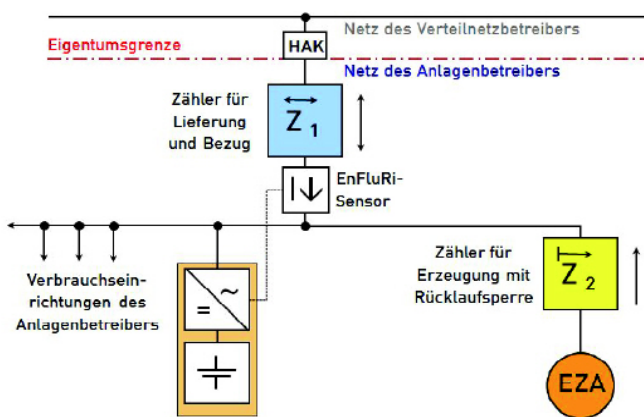 Netz des Verteilnetzbetreibers
Eigentumsgrenze
HAK
Netz des Anlagenbetreibers
Zähler für
Lieferung
und Bezug
Z 1
EnFluRi-
Sensor
Zähler für
Erzeugung mit
Rücklaufsperre
Z 2
Verbrauchsein-
richtungen des
Anlagenbetreibers
= ~
EZA